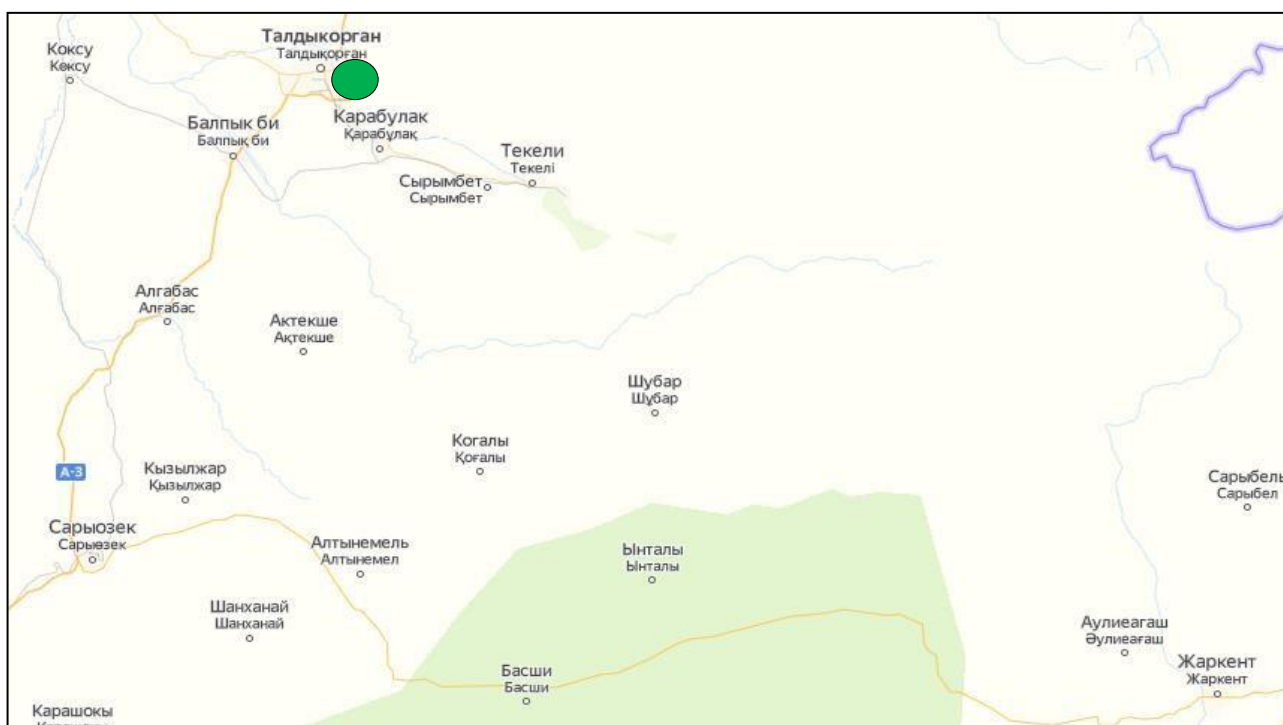 Талдыкорган
Талдықорған
Коксу
Көксу
Балпык би
Балпық би
Карабулак
Қарабұлақ
Текели
Текелі
Сырымбет
Сырымбет
Алгабас
Алғабас
Актекше
Ақтекше
Шубар
Шұбар
Когалы
Қоғалы
А-3
Кызылжар
Қызылжар
Сарыбель
Сарыбел
Сарыозек
Сарыөзек
Алтынемель
Алтынемел
Ынталы
Ынталы
Шанханай
Шанханай
Аулиеагаш
Әулиеағаш
Басши
Басши
Жаркент
Жаркент
Карашокы